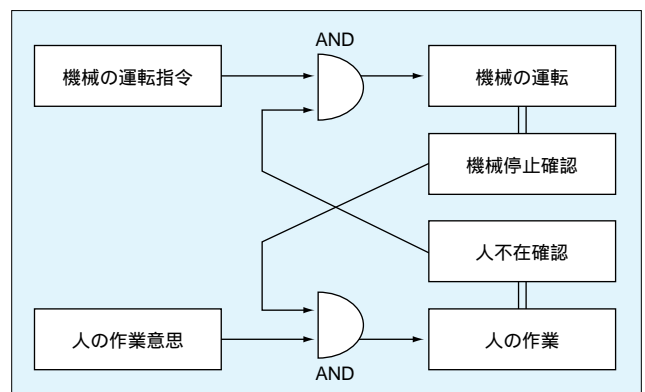 AND
機械の運転指令
機械の運転
機械停止確認
人不在確認
人の作業意思
人の作業
AND